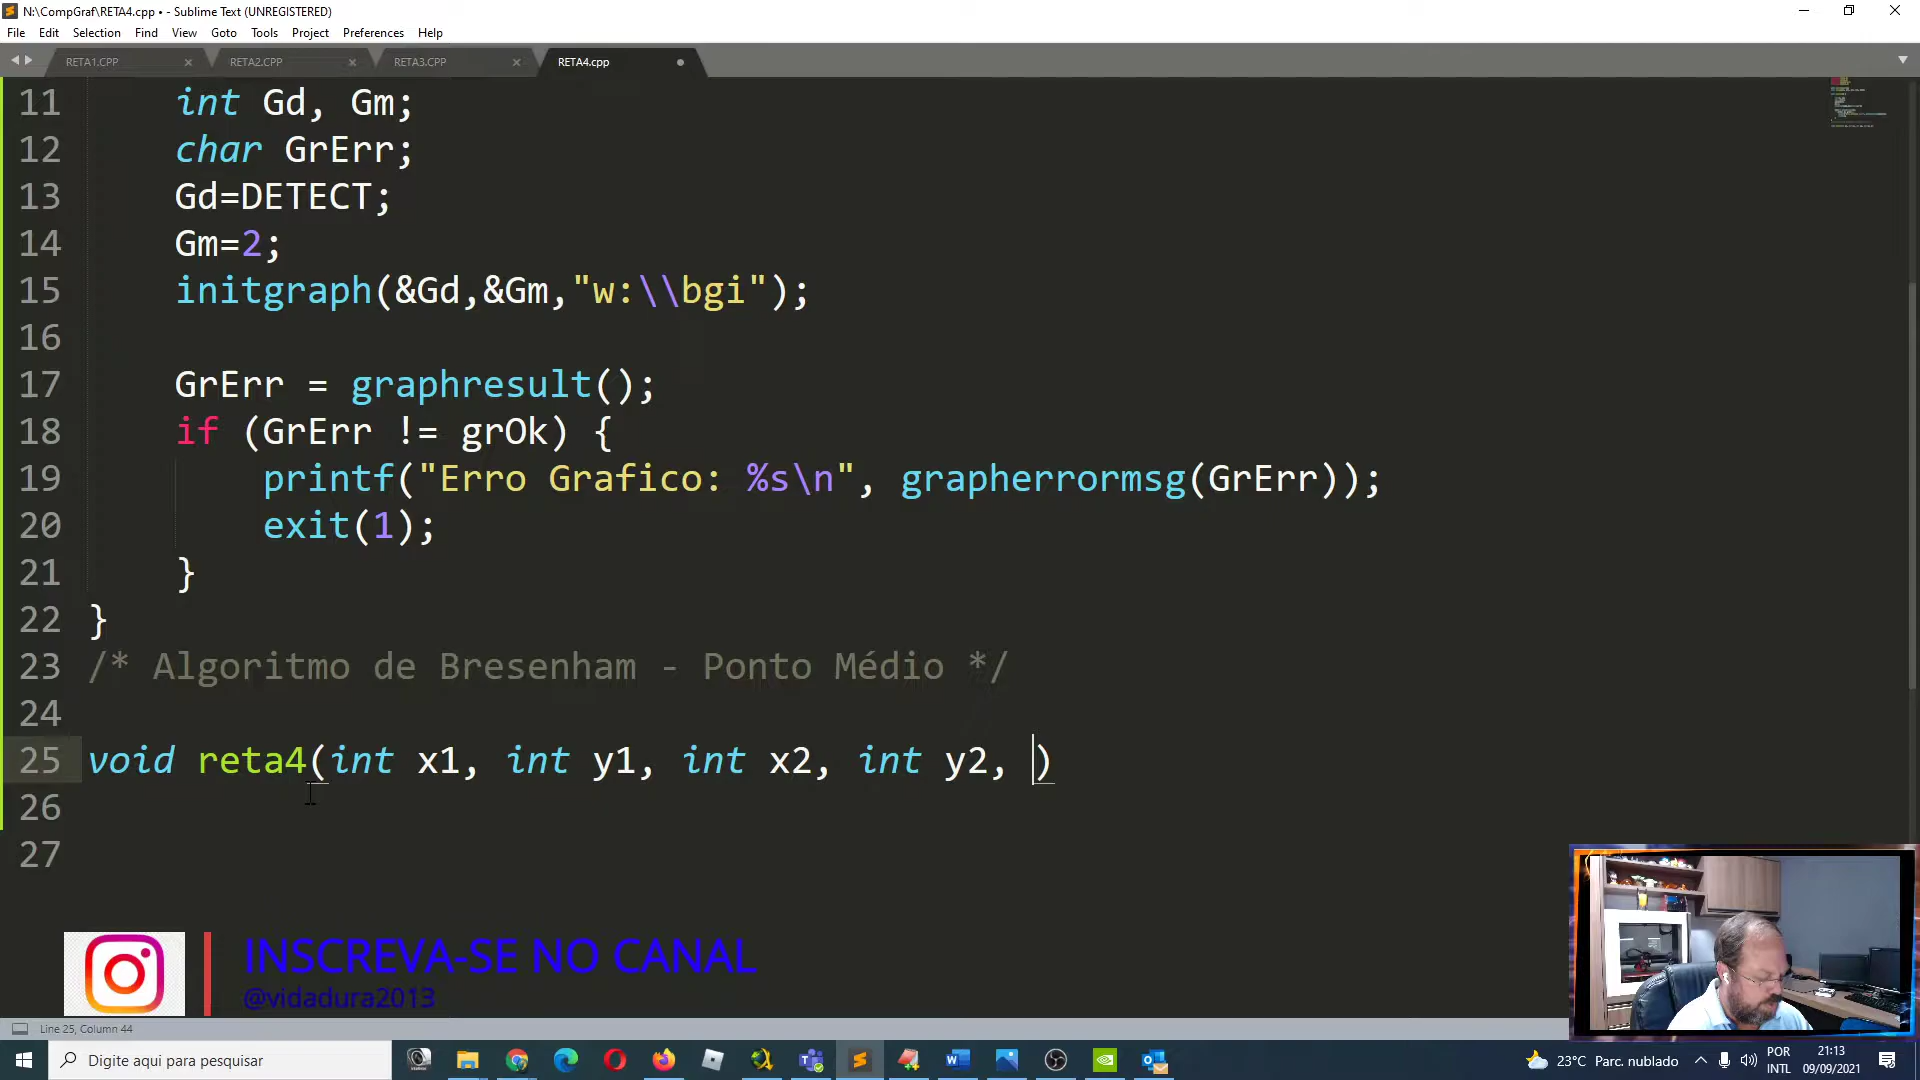 N:\CompGraf\RETA4.cpp • - Sublime Text (UNREGISTERED)
File Edit Selection Find View Goto Tools Project Preferences Help
RETA1.CPP RETA2.CPP RETA3.CPP RETA4.cpp
11 int Gd, Gm;
12 char GrErr;
13 Gd=DETECT;
14 Gm=2;
15 initgraph(&Gd,&Gm,"w:\\bgi");
16
17 GrErr = graphresult();
18 if (GrErr != grOk) {
19 printf("Erro Grafico: %s\n", grapherrormsg(GrErr));
20 exit(1);
21 }
22 }
23 /* Algoritmo de Bresenham - Ponto Médio */
24
25 void reta4(int x1, int y1, int x2, int y2, )
26
27
INSCREVA-SE NO CANAL
@vidadura2013
Line 25, Column 44
Digite aqui para pesquisar
23°C Parc. nublado
POR
INTL
21:13
09/09/2021